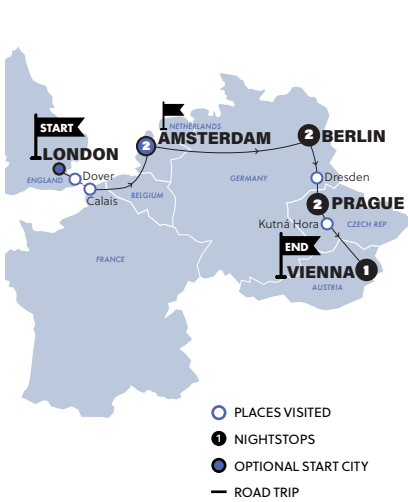 START
LONDON
ENGLAND
Dover
Calais
NETHERLANDS
2
AMSTERDAM
BELGIUM
GERMANY
2
BERLIN
Dresden
2
PRAGUE
Kutná Hora
CZECH REP
FRANCE
END
VIENNA
1
AUSTRIA
PLACES VISITED
1 NIGHTSTOPS
OPTIONAL START CITY
ROAD TRIP